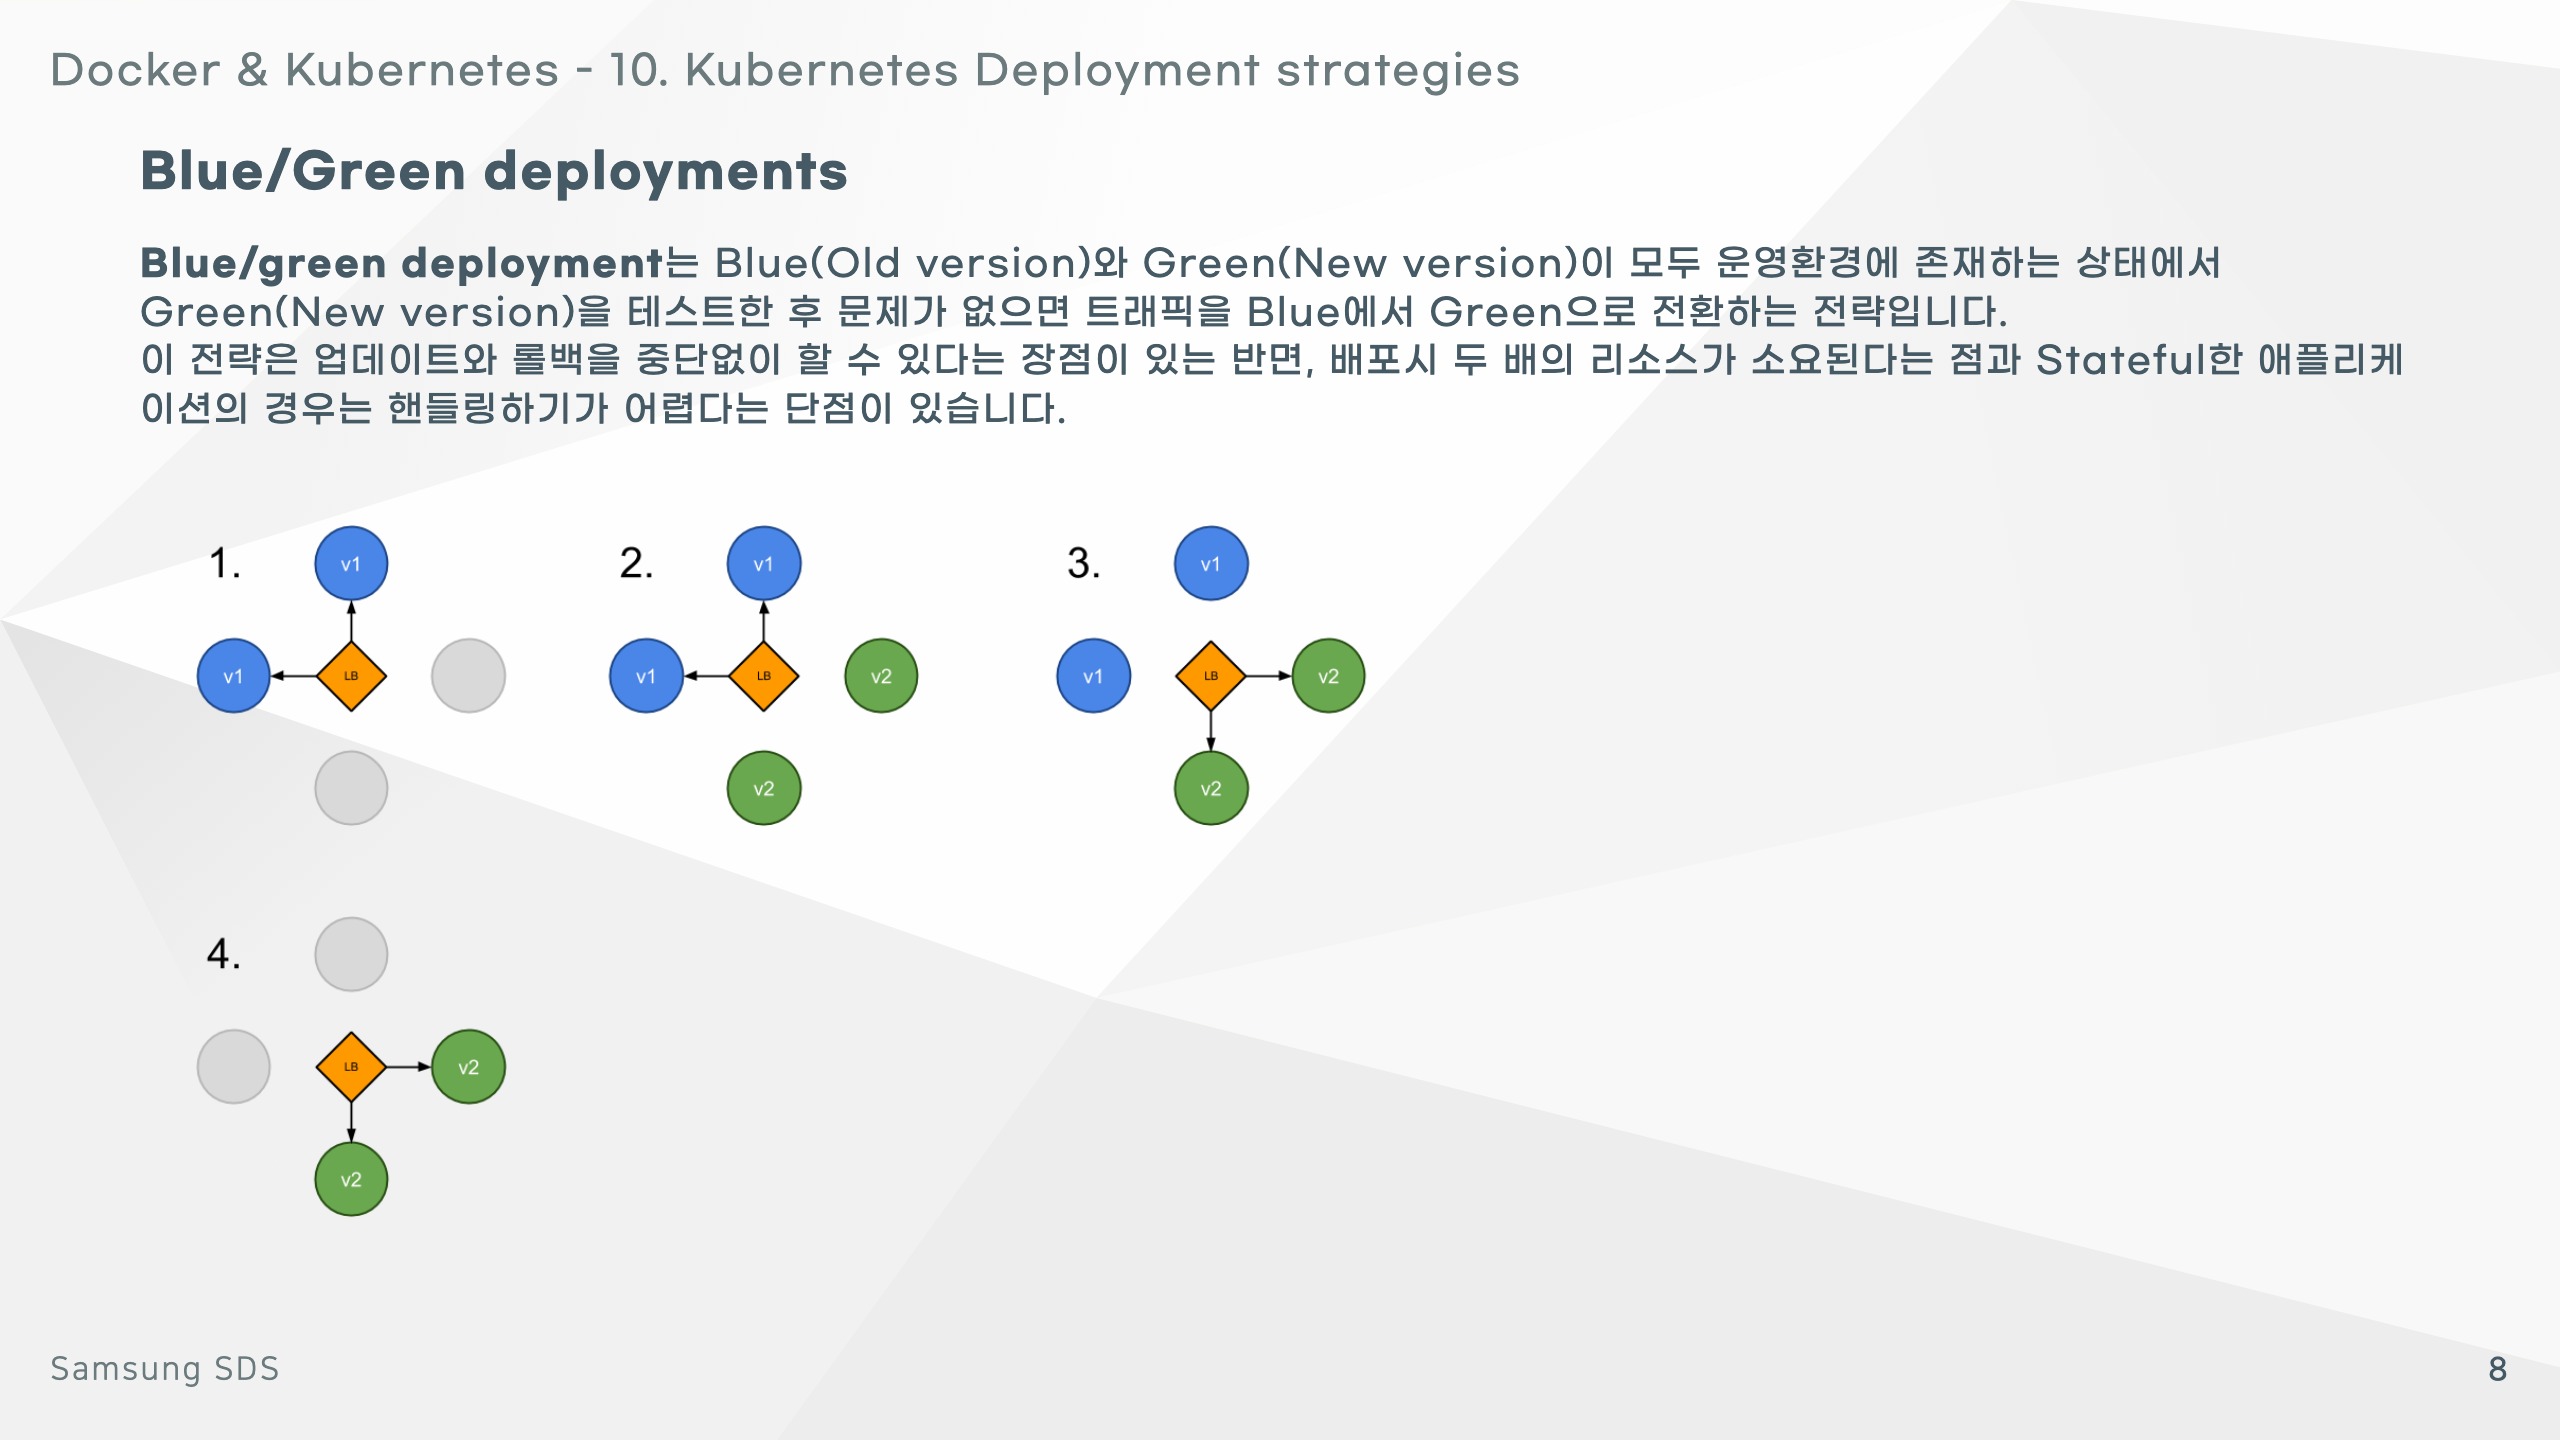 Docker & Kubernetes - 10. Kubernetes Deployment strategies
Blue/Green deployments
Blue/green deployment는 Blue(Old version)와 Green(New version)이 모두 운영환경에 존재하는 상태에서
Green(New version)을 테스트한 후 문제가 없으면 트래픽을 Blue에서 Green으로 전환하는 전략입니다.
이 전략은 업데이트와 롤백을 중단없이 할 수 있다는 장점이 있는 반면, 배포시 두 배의 리소스가 소요된다는 점과 Stateful한 애플리케
이션의 경우는 핸들링하기가 어렵다는 단점이 있습니다.
1.
v1
v1
LB
2.
v1
v1
LB
v2
v2
3.
v1
v1
LB
v2
v2
4.
LB
v2
v2
Samsung SDS
8